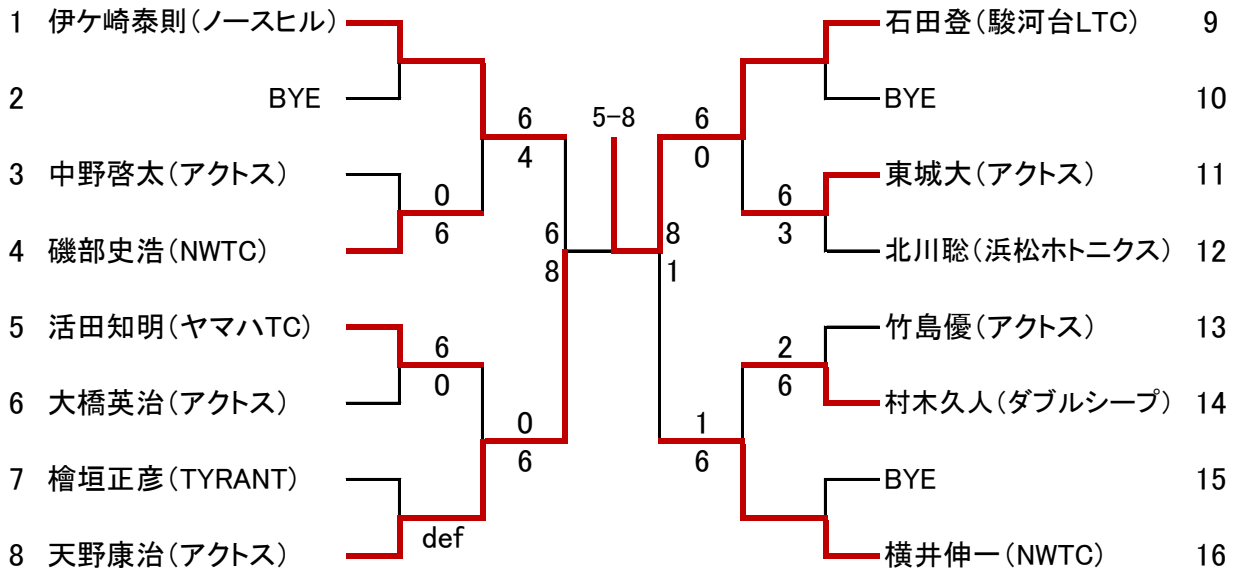 1 伊ケ崎泰則(ノースヒル)
2 BYE
3 中野啓太(アクトス)
4 磯部史浩(NWTC)
5 活田知明(ヤマハTC)
6 大橋英治(アクトス)
7 檜垣正彦(TYRANT)
8 天野康治(アクトス)
0
6
6
0
def
6
4
0
6
6
8
5-8
8
1
6
0
1
6
6
3
2
6
石田登(駿河台LTC) 9
BYE 10
東城大(アクトス) 11
北川聡(浜松ホトニクス) 12
竹島優(アクトス) 13
村木久人(ダブルシープ) 14
BYE 15
横井伸一(NWTC) 16